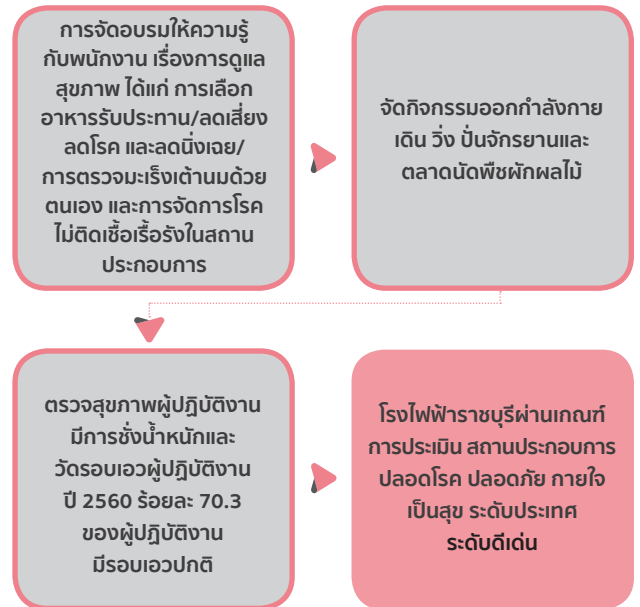 การจัดอบรมให้ความรู้
กับพนักงาน เรื่องการดูแล
สุขภาพ ได้แก่ การเลือก
อาหารรับประทาน/ลดเสี่ยง
ลดโรค และลดนิ่งเฉย/
การตรวจมะเร็งเต้านมด้วย
ตนเอง และการจัดการโรค
ไม่ติดเชื้อเรื้อรังในสถาน
ประกอบการ
จัดกิจกรรมออกกำลังกาย
เดิน วิ่ง ปั่นจักรยานและ
ตลาดนัดพืชผักผลไม้
ตรวจสุขภาพผู้ปฏิบัติงาน
มีการชั่งน้ำหนักและ
วัดรอบเอวผู้ปฏิบัติงาน
ปี 2560 ร้อยละ 70.3
ของผู้ปฏิบัติงาน
มีรอบเอวปกติ
โรงไฟฟ้าราชบุรีผ่านเกณฑ์
การประเมิน สถานประกอบการ
ปลอดโรค ปลอดภัย กายใจ
เป็นสุข ระดับประเทศ
ระดับดีเด่น